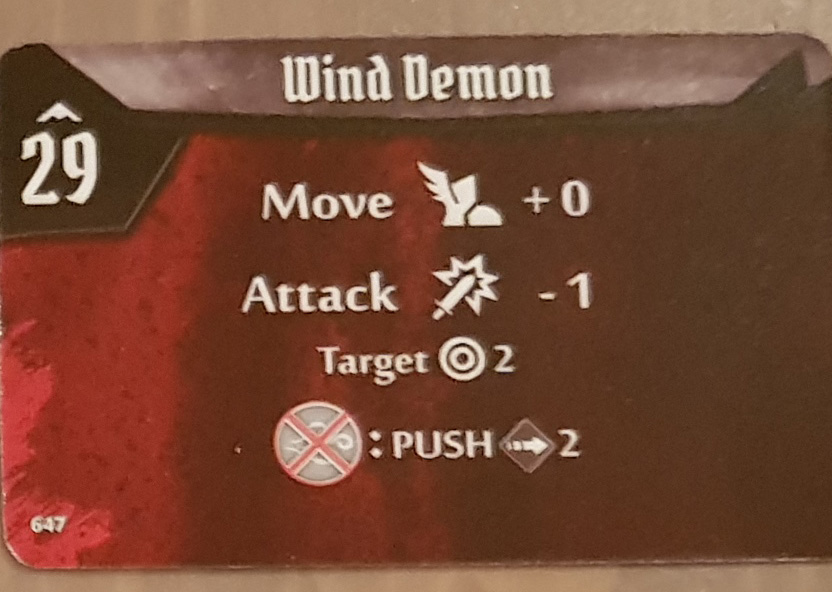 Wind Demon
29
Move + 0
Attack - 1
Target 2
: PUSH 2
647